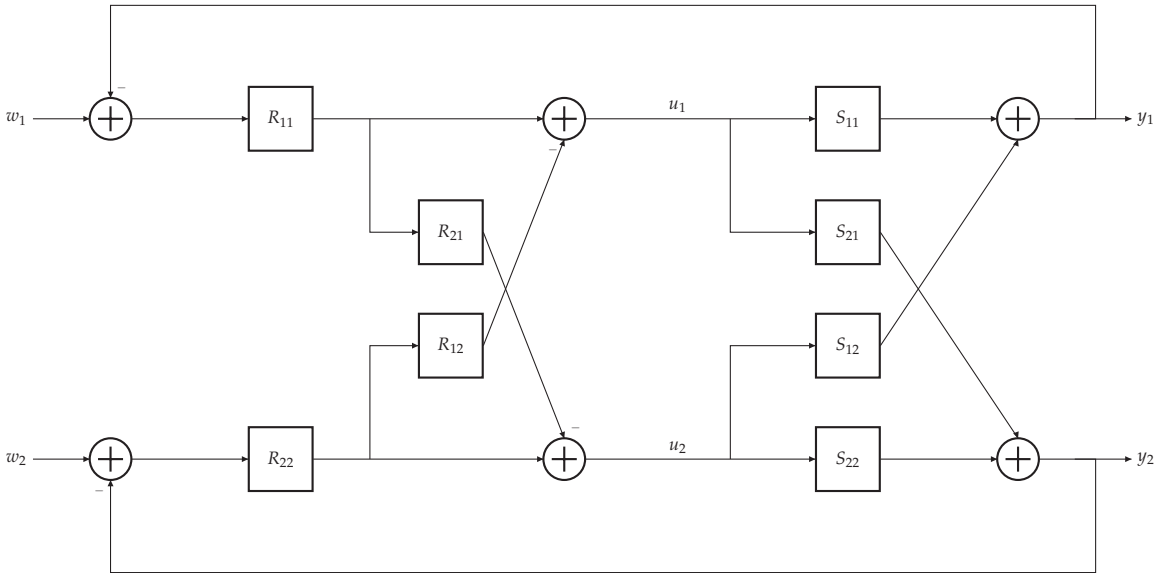 −
w₁ R₁₁ u₁ S₁₁ y₁
−
R₂₁ S₂₁
R₁₂ S₁₂
−
w₂ R₂₂ u₂ S₂₂ y₂
−